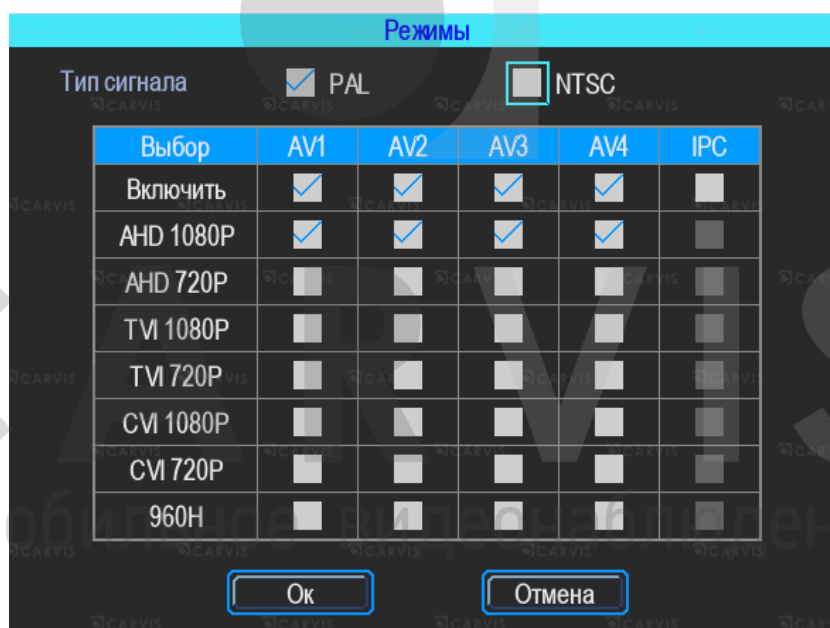 Режимы
Тип сигнала PAL NTSC
Выбор AV1 AV2 AV3 AV4 IPC
Включить
AHD 1080P
AHD 720P
TVI 1080P
TVI 720P
CVI 1080P
CVI 720P
960H
Ок Отмена
CARVIS